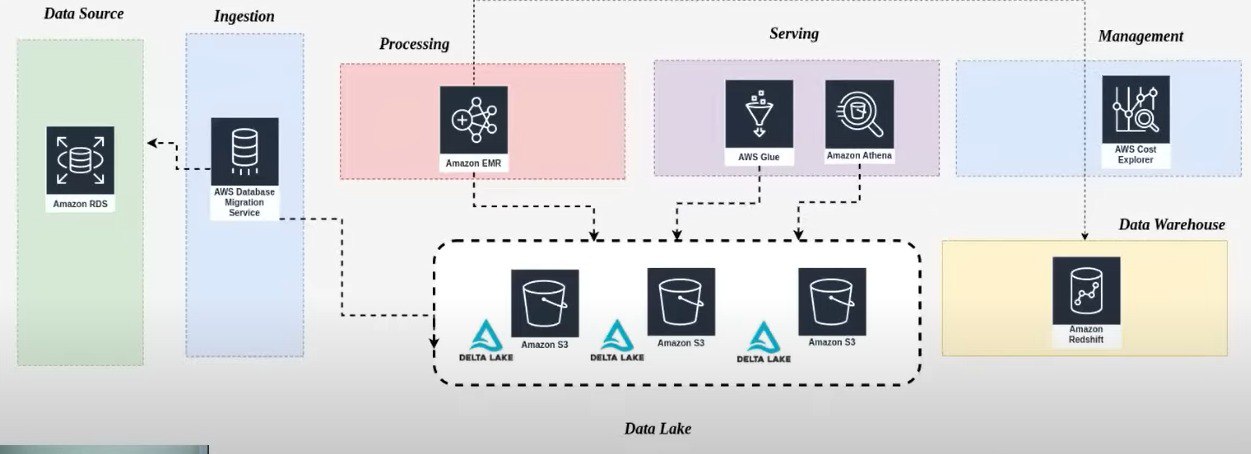 Data Source
Ingestion
Processing
Serving
Management
Amazon RDS
AWS Database
Migration
Service
Amazon EMR
AWS Glue
Amazon Athena
AWS Cost
Explorer
Data Warehouse
Amazon
Redshift
DELTA LAKE
Amazon S3
DELTA LAKE
Amazon S3
DELTA LAKE
Amazon S3
Data Lake